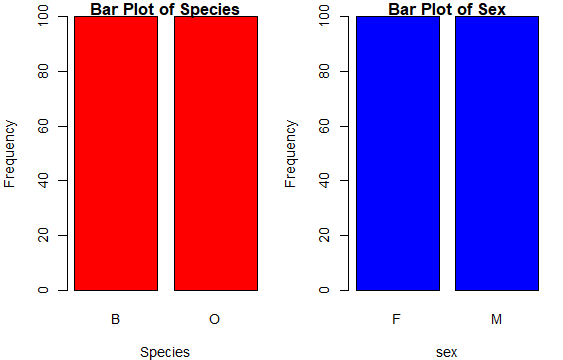 Bar Plot of Species
Frequency
0
20
40
60
80
100
B
O
Species
Bar Plot of Sex
Frequency
0
20
40
60
80
100
F
M
sex